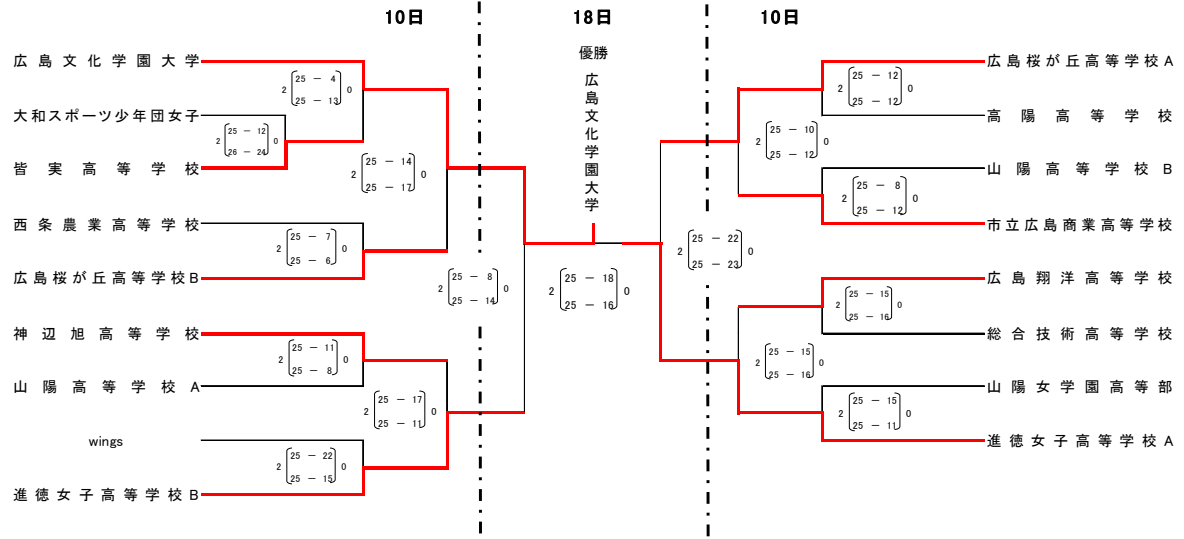 10日 18日 10日
優勝
広島文化学園大学
広島文化学園大学
2 25 － 4 0
25 － 13
大和スポーツ少年団女子
2 25 － 12 0
26 － 24
皆実高等学校
2 25 － 14 0
25 － 17
西条農業高等学校
2 25 － 7 0
25 － 6
広島桜が丘高等学校B
2 25 － 8 0
25 － 14
神辺旭高等学校
2 25 － 11 0
25 － 8
山陽高等学校A
2 25 － 17 0
25 － 11
wings
2 25 － 22 0
25 － 15
進徳女子高等学校B
2 25 － 18 0
25 － 16
広島桜が丘高等学校A
2 25 － 12 0
25 － 12
高陽高等学校
2 25 － 10 0
25 － 12
山陽高等学校B
2 25 － 8 0
25 － 12
市立広島商業高等学校
2 25 － 22 0
25 － 23
広島翔洋高等学校
2 25 － 15 0
25 － 16
総合技術高等学校
2 25 － 15 0
25 － 16
山陽女学園高等部
2 25 － 15 0
25 － 11
進徳女子高等学校A